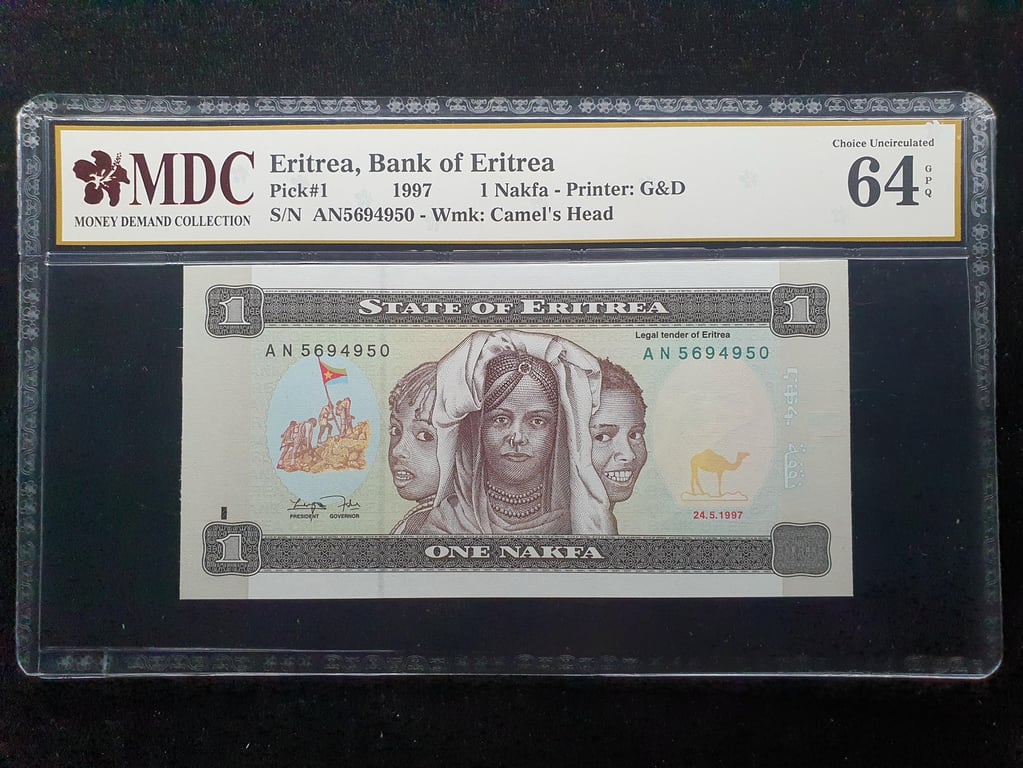 MDC
MONEY DEMAND COLLECTION
Eritrea, Bank of Eritrea
Pick#1 1997 1 Nakfa - Printer: G&D
S/N AN5694950 - Wmk: Camel's Head
Choice Uncirculated
64
GPQ
1 STATE OF ERITREA 1
Legal tender of Eritrea
AN 5694950
AN 5694950
PRESIDENT GOVERNOR
24.5.1997
1 ONE NAKFA